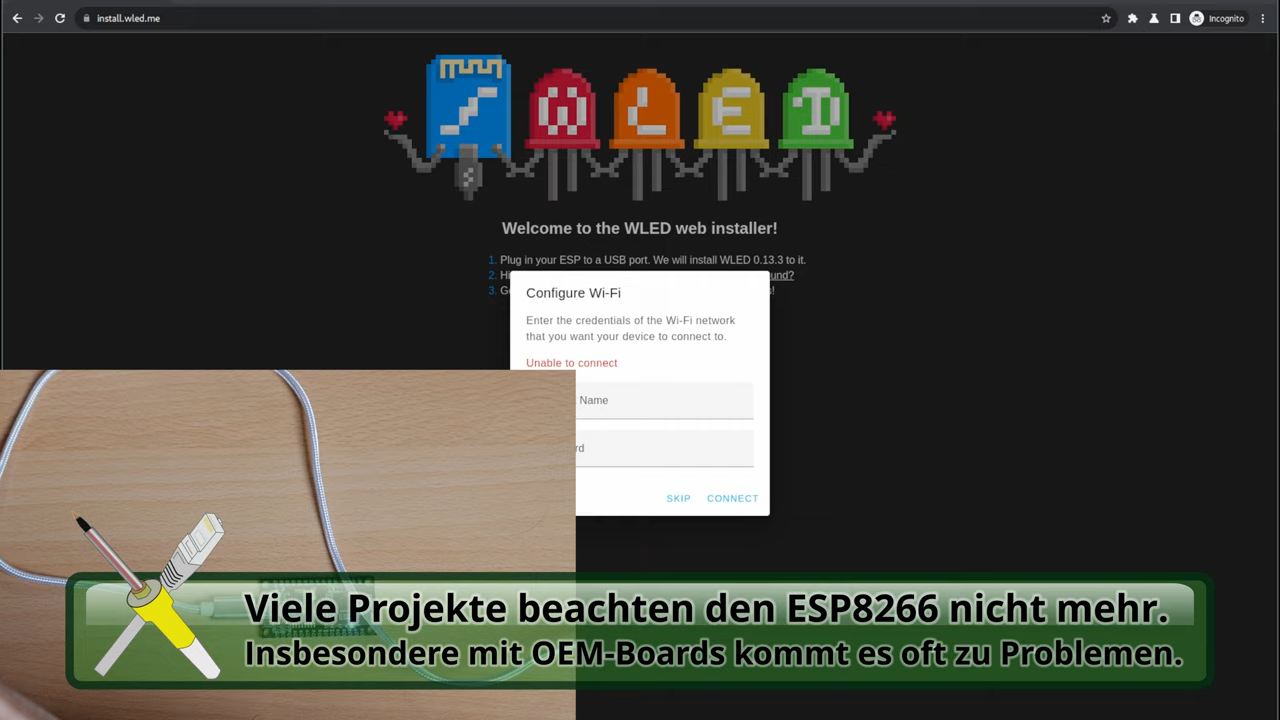 install.wled.me
Incognito
WLED
Welcome to the WLED web installer!
1. Plug in your ESP to a USB port. We will install WLED 0.13.3 to it.
2.
3.
Configure Wi-Fi
Enter the credentials of the Wi-Fi network
that you want your device to connect to.
Unable to connect
Name
SKIP CONNECT
Viele Projekte beachten den ESP8266 nicht mehr.
Insbesondere mit OEM-Boards kommt es oft zu Problemen.